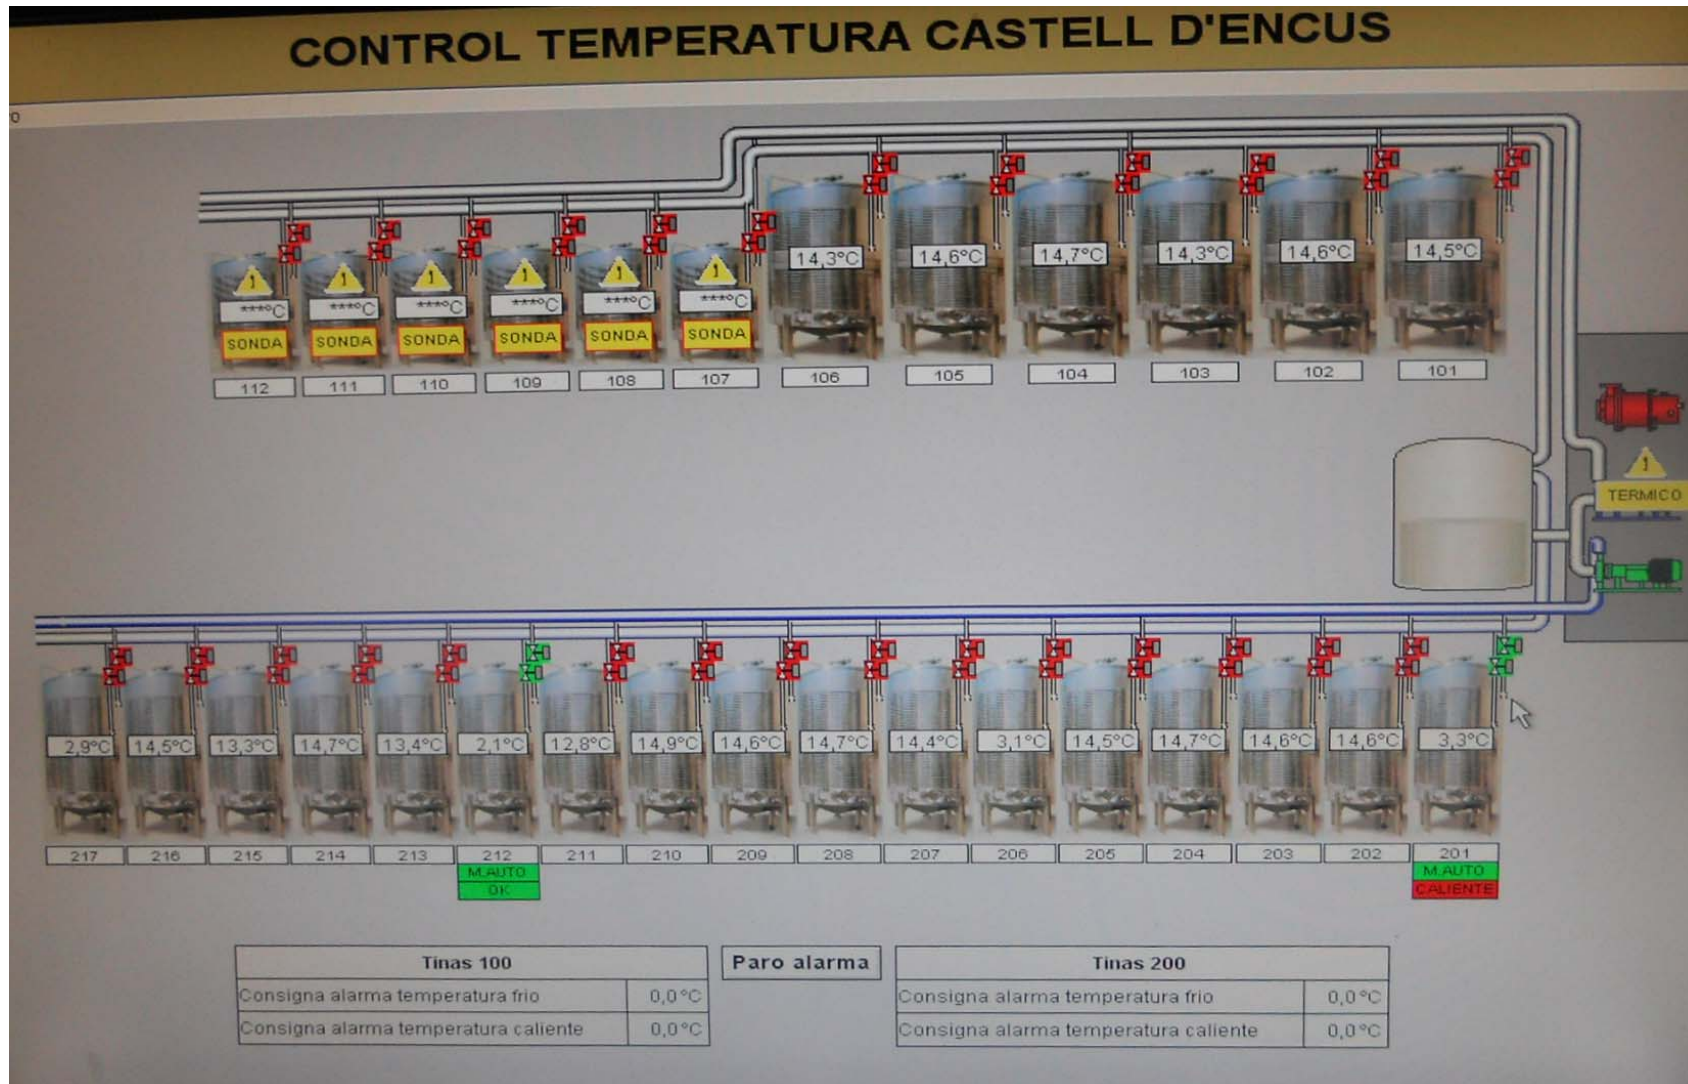 CONTROL TEMPERATURA CASTELL D'ENCUS
14,3°C 14,6°C 14,7°C 14,3°C 14,6°C 14,5°C
***°C ***°C ***°C ***°C ***°C ***°C
SONDA SONDA SONDA SONDA SONDA SONDA
112 111 110 109 108 107 106 105 104 103 102 101
TERMICO
2,9°C 14,5°C 13,3°C 14,7°C 13,4°C 2,1°C 12,8°C 14,9°C 14,6°C 14,7°C 14,4°C 3,1°C 14,5°C 14,7°C 14,6°C 14,6°C 3,3°C
217 216 215 214 213 212 211 210 209 208 207 206 205 204 203 202 201
M.AUTO M.AUTO
OK CALIENTE
Tinas 100 Paro alarma Tinas 200
Consigna alarma temperatura frio 0,0°C Consigna alarma temperatura frio 0,0°C
Consigna alarma temperatura caliente 0,0°C Consigna alarma temperatura caliente 0,0°C